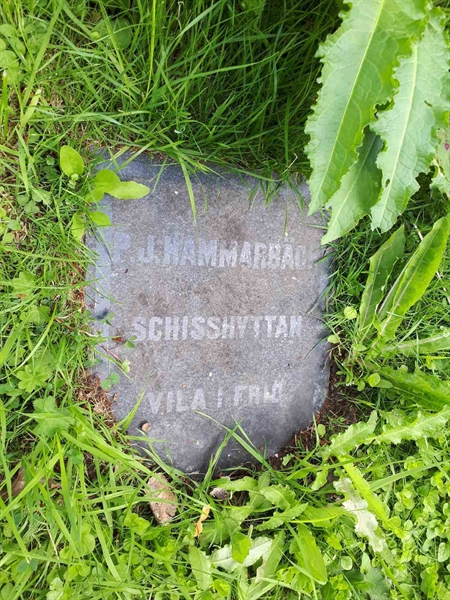 P. J. HAMMARBÄCK
SCHISSHYTTAN
VILA I FRID